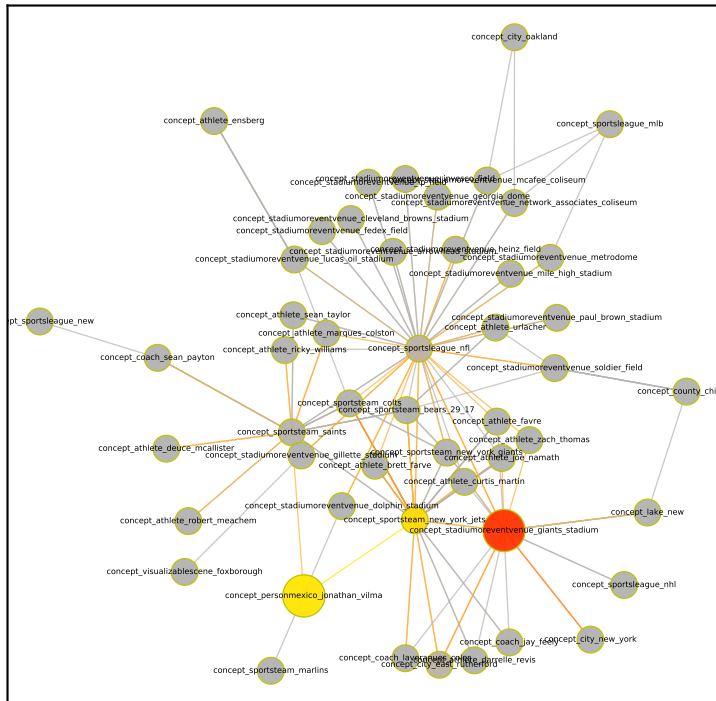 concept_city_oakland
concept_athlete_ensberg
concept_sportsleague_mlb
concept_stadiumoreventvenue_invesco_field
concept_stadiumoreventvenue_mcafee_coliseum
concept_stadiumoreventvenue_georgia_dome
concept_stadiumoreventvenue_network_associates_coliseum
concept_stadiumoreventvenue_cleveland_browns_stadium
concept_stadiumoreventvenue_fedex_field
concept_stadiumoreventvenue_heinz_field
concept_stadiumoreventvenue_metrodome
concept_stadiumoreventvenue_lucas_oil_stadium
concept_stadiumoreventvenue_mile_high_stadium
concept_athlete_sean_taylor
pt_sportsleague_new
concept_stadiumoreventvenue_paul_brown_stadium
concept_athlete_urlacher
concept_athlete_marques_colston
concept_athlete_ricky_williams
concept_sportsleague_nfl
concept_coach_sean_payton
concept_stadiumoreventvenue_soldier_field
concept_county_chi
concept_sportsteam_colts
concept_sportsteam_bears_29_17
concept_athlete_favre
concept_sportsteam_saints
concept_athlete_zach_thomas
concept_athlete_deuce_mcallister
concept_sportsteam_new_york_giants
concept_stadiumoreventvenue_gillette_stadium
concept_athlete_joe_namath
concept_athlete_brett_farve
concept_athlete_curtis_martin
concept_stadiumoreventvenue_dolphin_stadium
concept_lake_new
concept_athlete_robert_meachem
concept_sportsteam_new_york_jets
concept_stadiumoreventvenue_giants_stadium
concept_visualizablescene_foxborough
concept_sportsleague_nhl
concept_personmexico_jonathan_vilma
concept_coach_jay_feely
concept_city_new_york
concept_coach_laveranues_coles
concept_athlete_darrelle_revis
concept_city_east_rutherford
concept_sportsteam_marlins